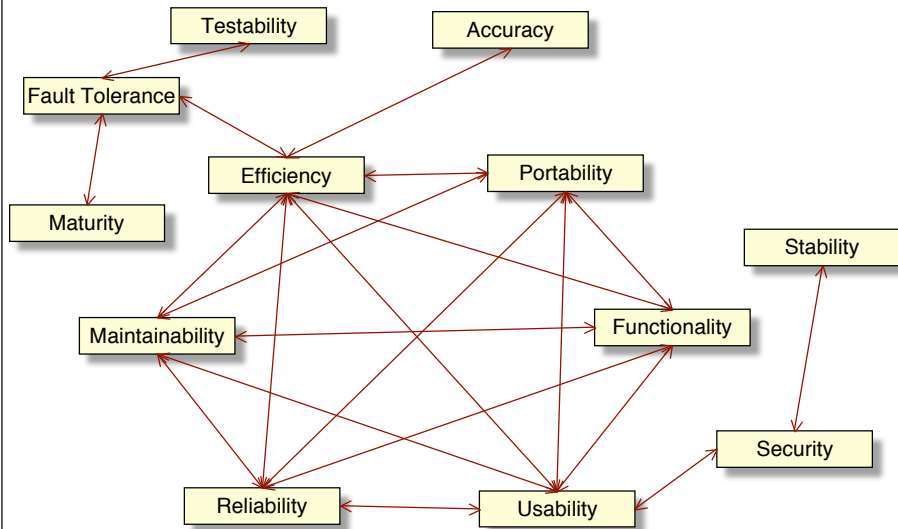 Testability
Accuracy
Fault Tolerance
Efficiency
Portability
Maturity
Stability
Maintainability
Functionality
Security
Reliability
Usability